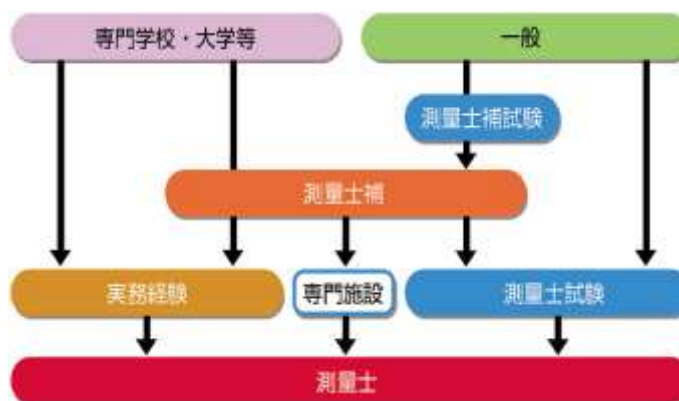 専門学校・大学等
一般
測量士補試験
測量士補
実務経験
専門施設
測量士試験
測量士